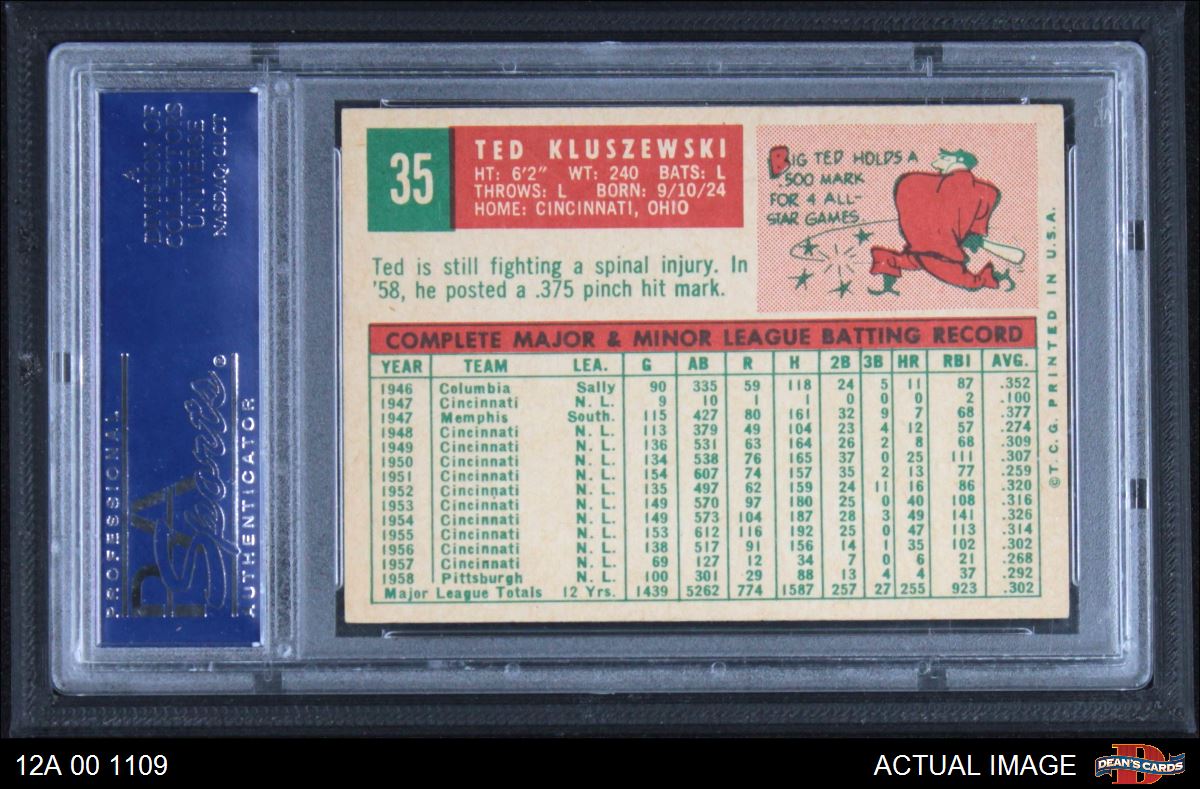 A
DIVISION OF
COLLECTORS
UNIVERSE
NASDAQ: CLCT
PROFESSIONAL
PSA
Sports®
AUTHENTICATOR
35
TED KLUSZEWSKI
HT: 6'2" WT: 240 BATS: L
THROWS: L BORN: 9/10/24
HOME: CINCINNATI, OHIO
BIG TED HOLDS A
.500 MARK
FOR 4 ALL-
STAR GAMES
Ted is still fighting a spinal injury. In
'58, he posted a .375 pinch hit mark.
COMPLETE MAJOR & MINOR LEAGUE BATTING RECORD
YEAR TEAM LEA. G AB R H 2B 3B HR RBI AVG.
1946 Columbia Sally 90 335 59 118 24 5 11 87 .352
1947 Cincinnati N. L. 9 10 1 1 0 0 0 2 .100
1947 Memphis South. 115 427 80 161 32 9 7 68 .377
1948 Cincinnati N. L. 113 379 49 104 23 4 12 57 .274
1949 Cincinnati N. L. 136 531 63 164 26 2 8 68 .309
1950 Cincinnati N. L. 134 538 76 165 37 0 25 111 .307
1951 Cincinnati N. L. 154 607 74 157 35 2 13 77 .259
1952 Cincinnati N. L. 135 497 62 159 24 11 16 86 .320
1953 Cincinnati N. L. 149 570 97 180 25 0 40 108 .316
1954 Cincinnati N. L. 149 573 104 187 28 3 49 141 .326
1955 Cincinnati N. L. 153 612 116 192 25 0 47 113 .314
1956 Cincinnati N. L. 138 517 91 156 14 1 35 102 .302
1957 Cincinnati N. L. 69 127 12 34 7 0 6 21 .268
1958 Pittsburgh N. L. 100 301 29 88 13 4 4 37 .292
Major League Totals 12 Yrs. 1439 5262 774 1587 257 27 255 923 .302
©T. C. G. PRINTED IN U.S.A.
12A 00 1109
ACTUAL IMAGE
D
DEAN'S CARDS